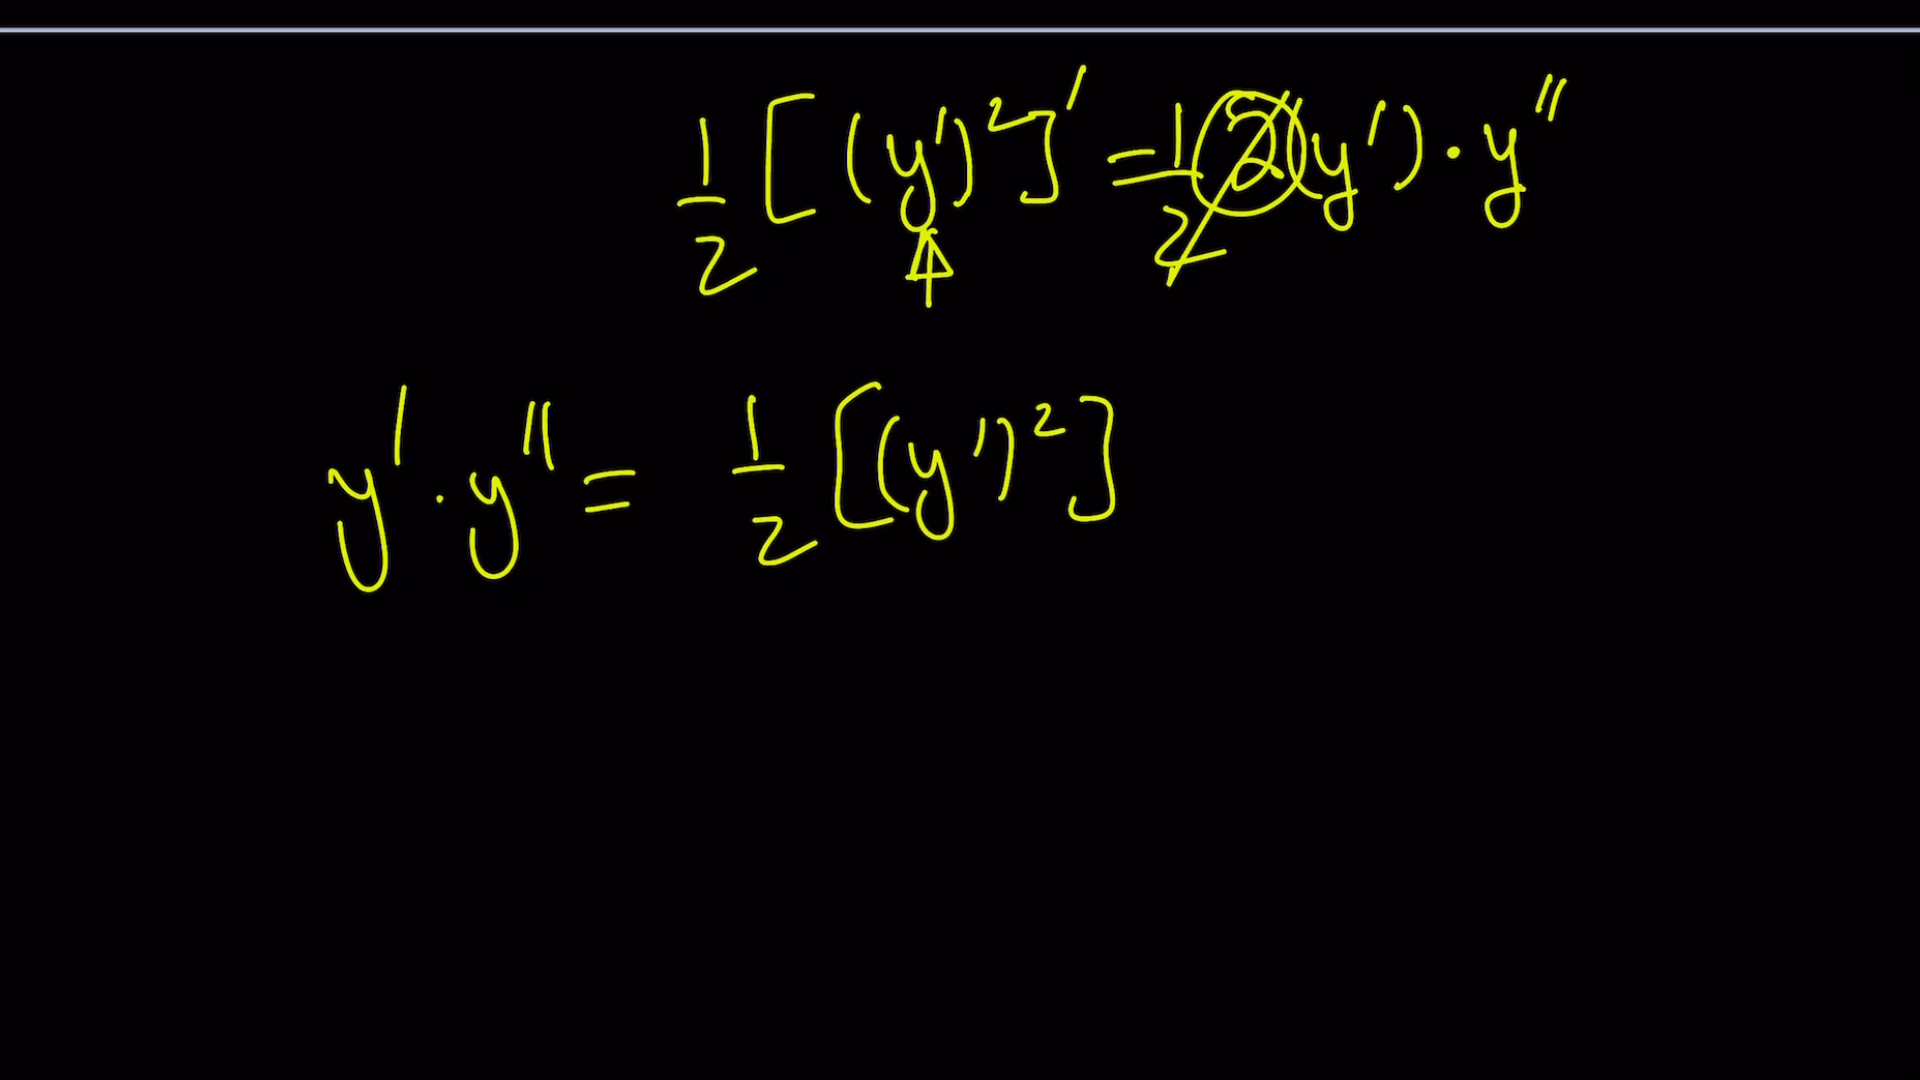 1/2 [(y')²]' = 1/2 2(y') · y''
y' · y'' = 1/2 [(y')²]